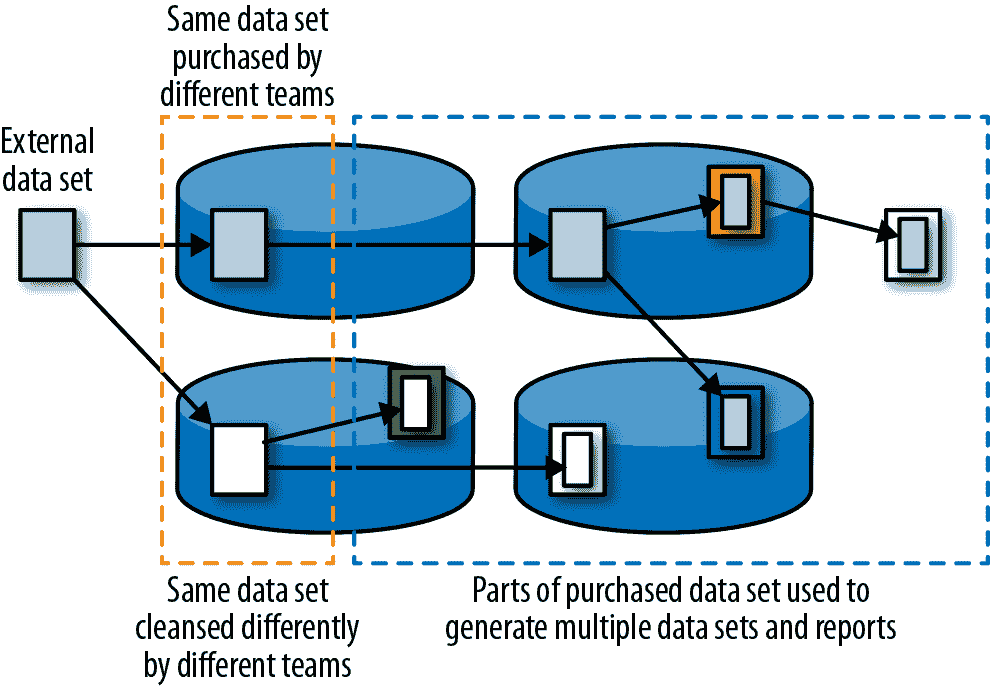 Same data set
purchased by
different teams
External
data set
Same data set
cleansed differently
by different teams
Parts of purchased data set used to
generate multiple data sets and reports